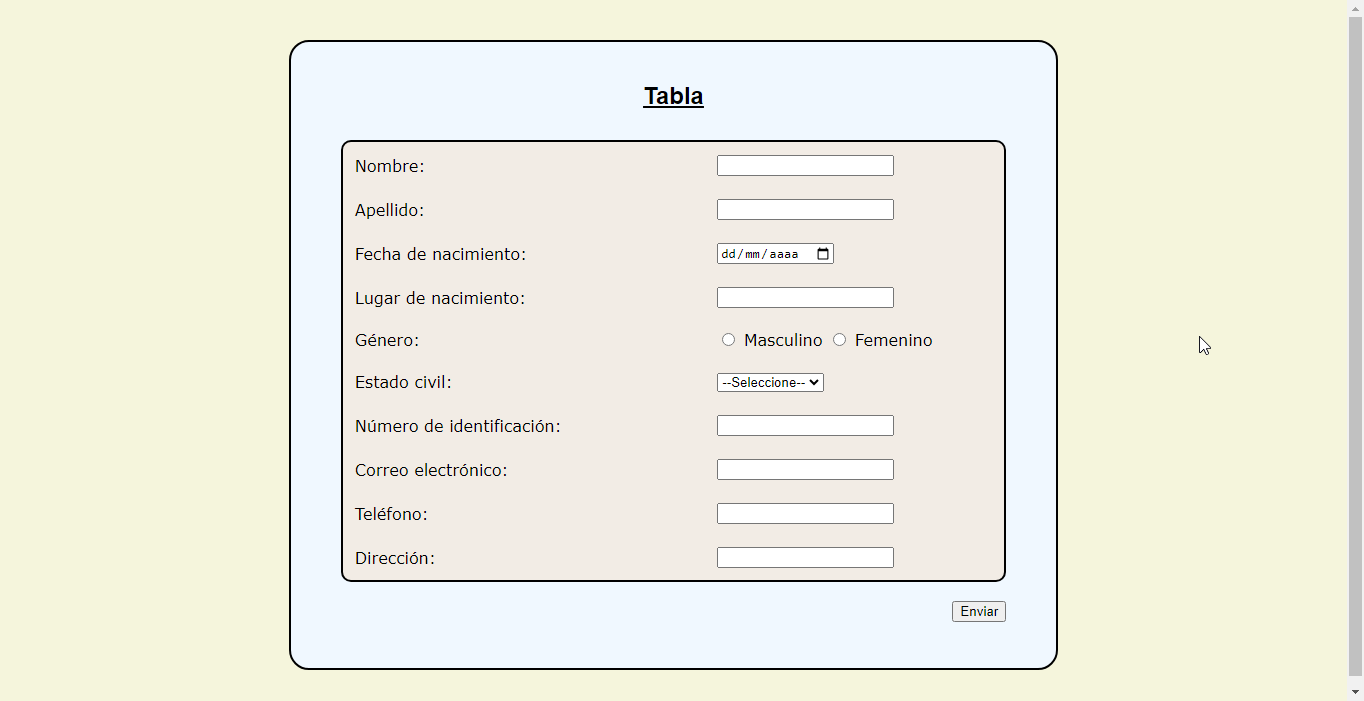 Tabla
Nombre:
Apellido:
Fecha de nacimiento: dd/mm/aaaa
Lugar de nacimiento:
Género: Masculino Femenino
Estado civil: --Seleccione--
Número de identificación:
Correo electrónico:
Teléfono:
Dirección:
Enviar